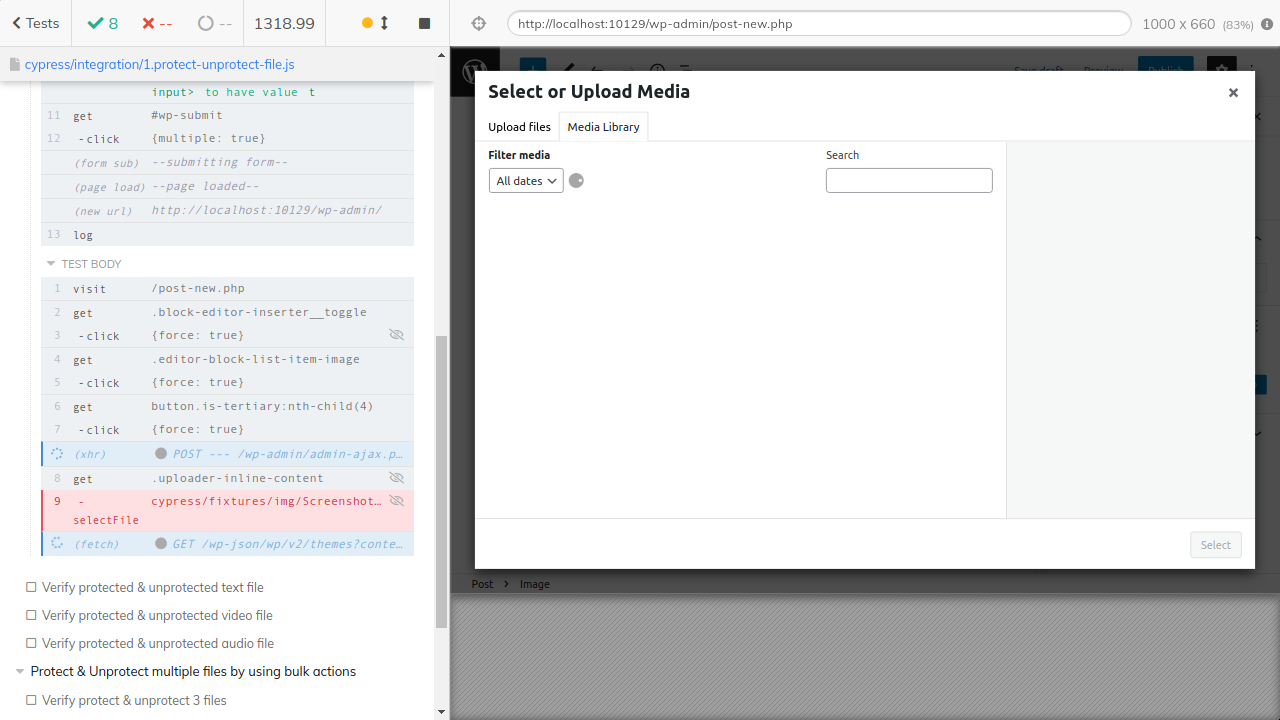 Tests
8
--
--
1318.99
cypress/integration/1.protect-unprotect-file.js
input> to have value t
11 get #wp-submit
12 -click {multiple: true}
(form sub) --submitting form--
(page load) --page loaded--
(new url) http://localhost:10129/wp-admin/
13 log
TEST BODY
1 visit /post-new.php
2 get .block-editor-inserter__toggle
3 -click {force: true}
4 get .editor-block-list-item-image
5 -click {force: true}
6 get button.is-tertiary:nth-child(4)
7 -click {force: true}
(xhr) POST --- /wp-admin/admin-ajax.p…
8 get .uploader-inline-content
9 - cypress/fixtures/img/Screenshot…
selectFile
(fetch) GET /wp-json/wp/v2/themes?conte…
Verify protected & unprotected text file
Verify protected & unprotected video file
Verify protected & unprotected audio file
Protect & Unprotect multiple files by using bulk actions
Verify protect & unprotect 3 files
http://localhost:10129/wp-admin/post-new.php
1000 x 660 (83%)
Save draft
Preview
Publish
Select or Upload Media
Upload files
Media Library
Filter media
Search
All dates
Select
Post
Image